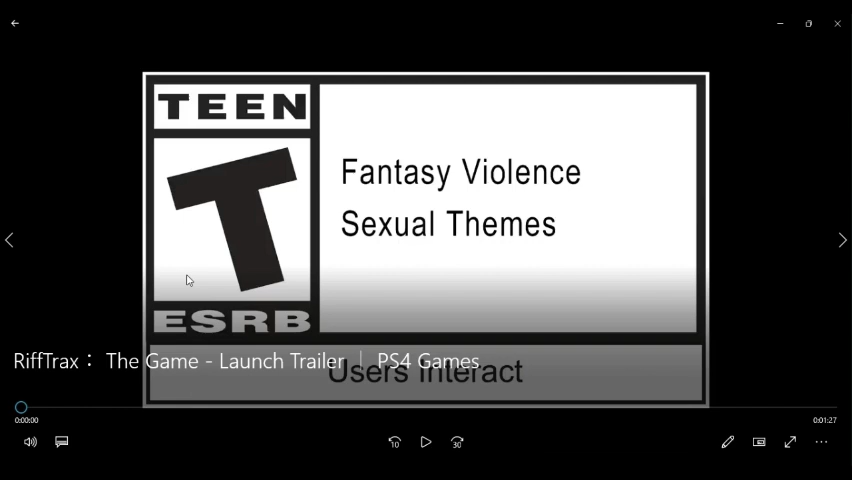 TEEN
T
ESRB
Fantasy Violence
Sexual Themes
Users Interact
RiffTrax： The Game - Launch Trailer ｜ PS4 Games
0:00:00
0:01:27
10
30